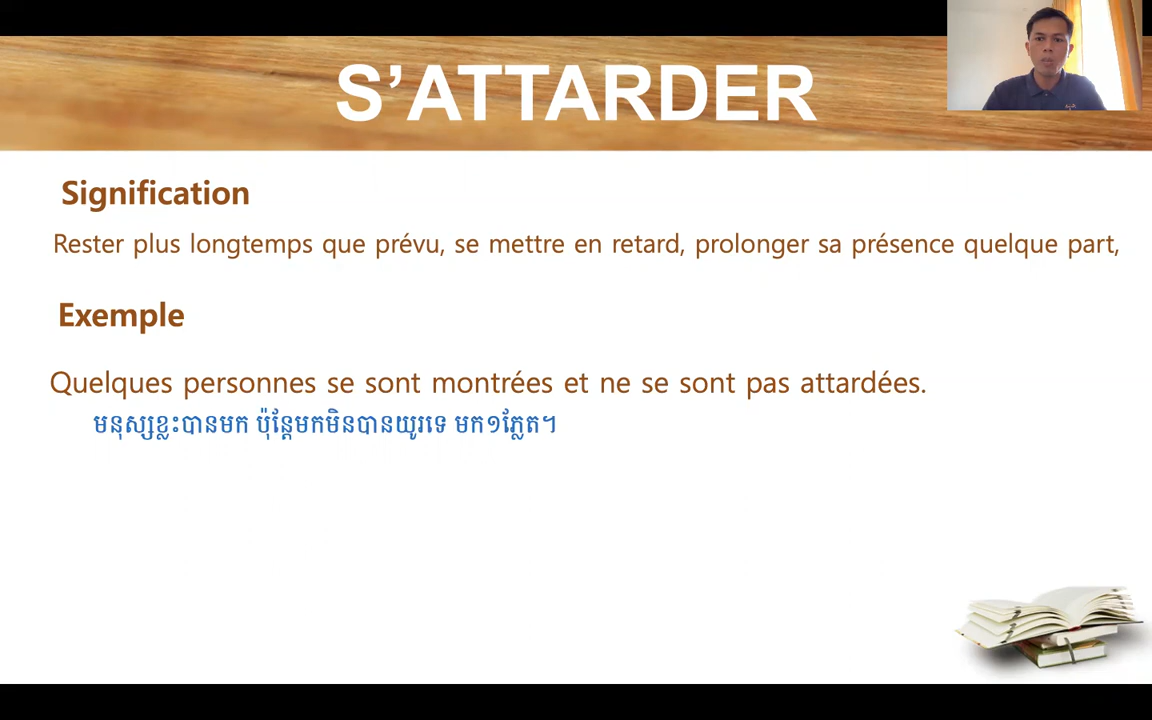 S’ATTARDER
Signification
Rester plus longtemps que prévu, se mettre en retard, prolonger sa présence quelque part,
Exemple
Quelques personnes se sont montrées et ne se sont pas attardées.
មនុស្សខ្លះបានមក ប៉ុន្តែមកមិនបានយូរទេ មក១ភ្លែត។